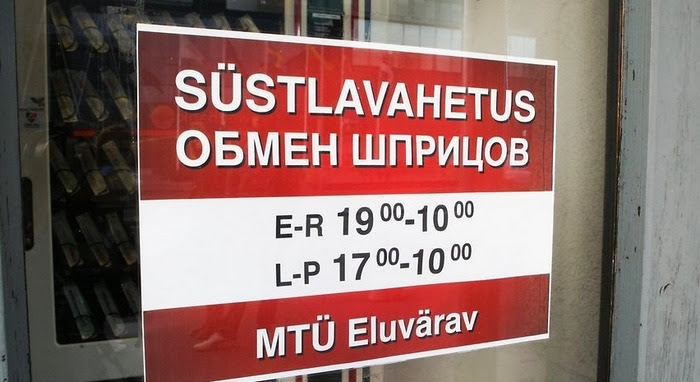 SÜSTLAVAHETUS
ОБМЕН ШПРИЦОВ
E-R 19 00-10 00
L-P 17 00-10 00
MTÜ Eluvärav